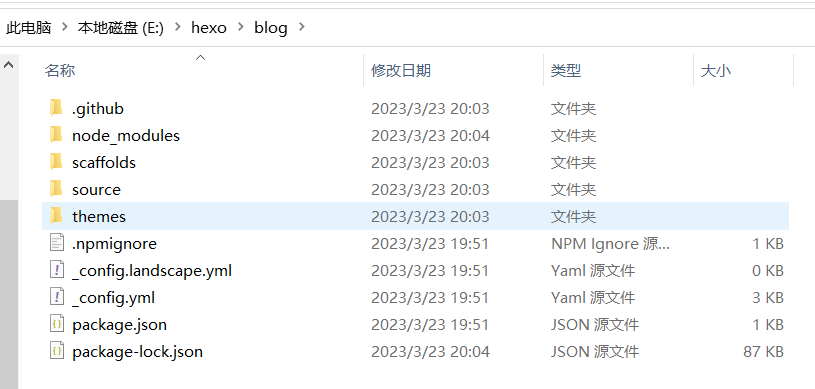 此电脑 > 本地磁盘 (E:) > hexo > blog >
名称 修改日期 类型 大小
.github 2023/3/23 20:03 文件夹
node_modules 2023/3/23 20:04 文件夹
scaffolds 2023/3/23 20:03 文件夹
source 2023/3/23 20:03 文件夹
themes 2023/3/23 20:03 文件夹
.npmignore 2023/3/23 19:51 NPM Ignore 源... 1 KB
_config.landscape.yml 2023/3/23 19:51 Yaml 源文件 0 KB
_config.yml 2023/3/23 19:51 Yaml 源文件 3 KB
package.json 2023/3/23 19:51 JSON 源文件 1 KB
package-lock.json 2023/3/23 20:04 JSON 源文件 87 KB